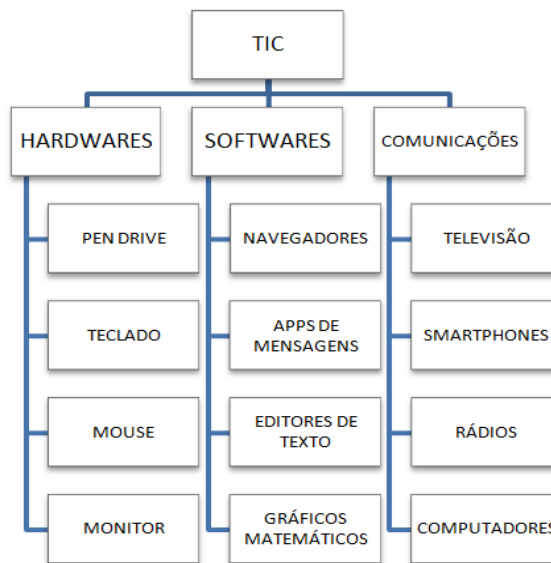 TIC
HARDWARES
SOFTWARES
COMUNICAÇÕES
PEN DRIVE
NAVEGADORES
TELEVISÃO
TECLADO
APPS DE
MENSAGENS
SMARTPHONES
MOUSE
EDITORES DE
TEXTO
RÁDIOS
MONITOR
GRÁFICOS
MATEMÁTICOS
COMPUTADORES